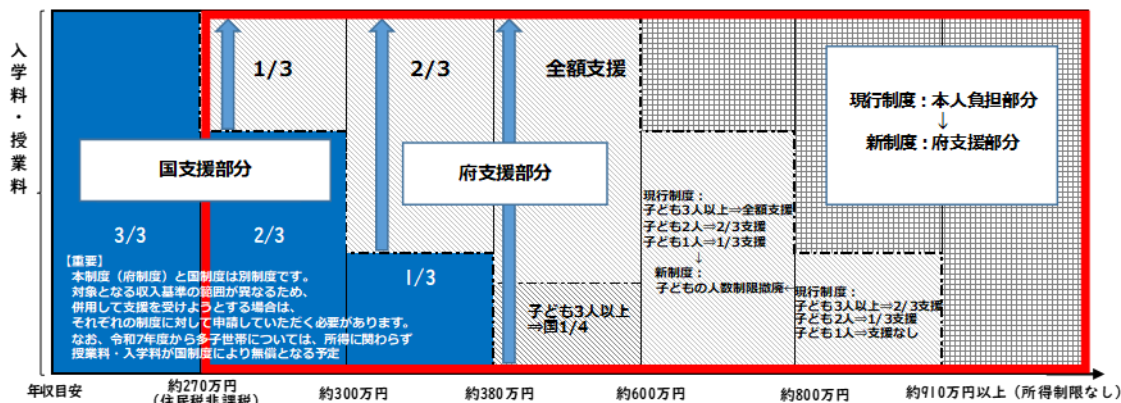 入学料・授業料
1/3
2/3
全額支援
現行制度：本人負担部分
↓
新制度：府支援部分
国支援部分
府支援部分
現行制度：
子ども3人以上⇒全額支援
子ども2人⇒2/3支援
子ども1人⇒1/3支援
↓
新制度：
子どもの人数制限撤廃←
3/3
2/3
1/3
【重要】
本制度（府制度）と国制度は別制度です。
対象となる収入基準の範囲が異なるため、
併用して支援を受けようとする場合は、
それぞれの制度に対して申請していただく必要があります。
なお、令和7年度から多子世帯については、所得に関わらず
授業料・入学料が国制度により無償となる予定
子ども3人以上
⇒国1/4
現行制度：
子ども3人以上⇒2/3支援
子ども2人⇒1/3支援
子ども1人⇒支援なし
年収目安
約270万円
（住民税非課税）
約300万円
約380万円
約600万円
約800万円
約910万円以上（所得制限なし）